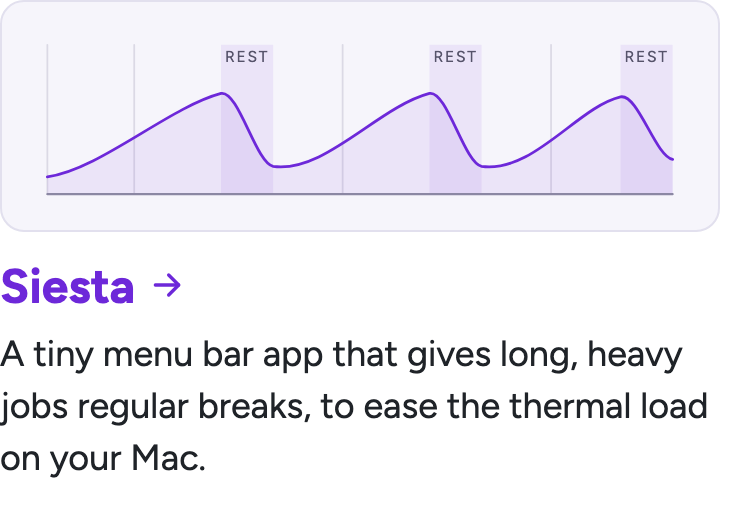 REST REST REST
Siesta →
A tiny menu bar app that gives long, heavy
jobs regular breaks, to ease the thermal load
on your Mac.